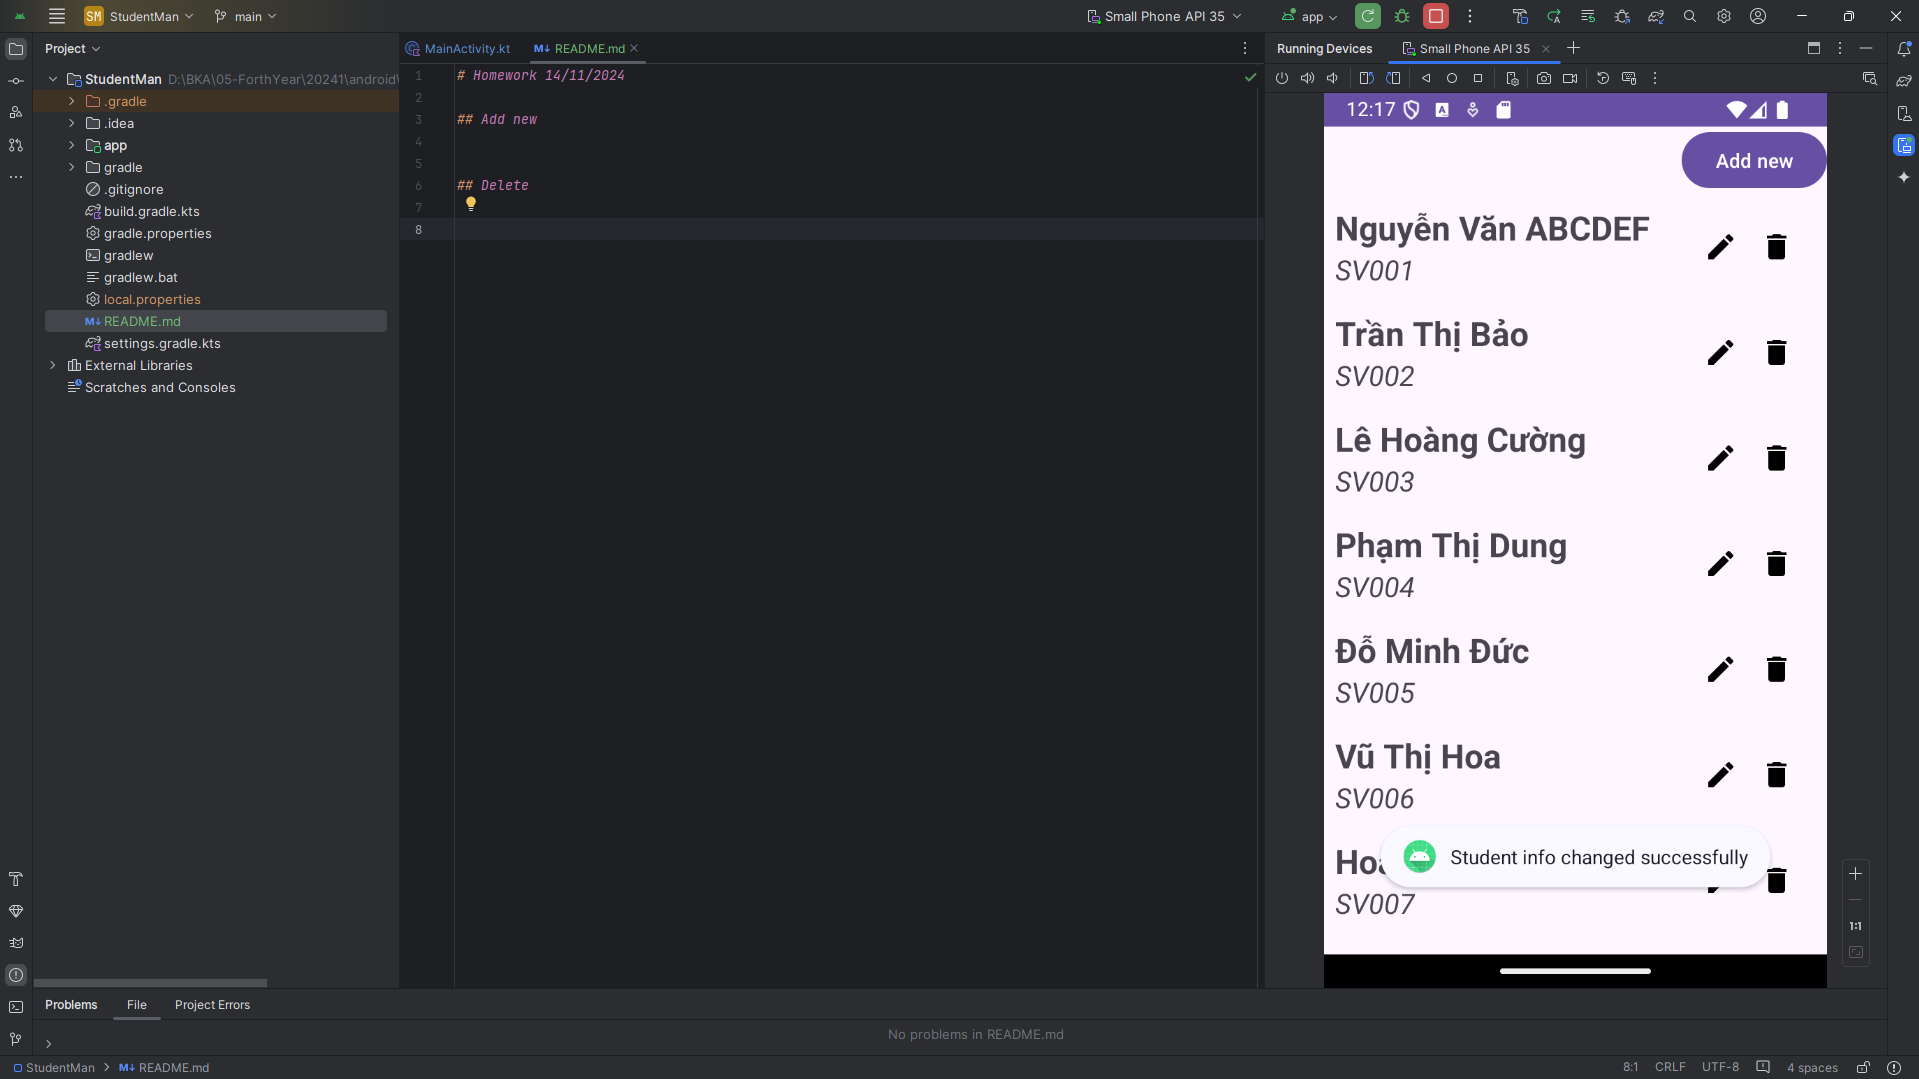 SM StudentMan
main
Small Phone API 35
app
Project
StudentMan D:\BKA\05-ForthYear\20241\android\
.gradle
.idea
app
gradle
.gitignore
build.gradle.kts
gradle.properties
gradlew
gradlew.bat
local.properties
README.md
settings.gradle.kts
External Libraries
Scratches and Consoles
MainActivity.kt
README.md
1 # Homework 14/11/2024
2
3 ## Add new
4
5
6 ## Delete
7
8
Running Devices
Small Phone API 35
12:17
Add new
Nguyễn Văn ABCDEF
SV001
Trần Thị Bảo
SV002
Lê Hoàng Cường
SV003
Phạm Thị Dung
SV004
Đỗ Minh Đức
SV005
Vũ Thị Hoa
SV006
Student info changed successfully
SV007
1:1
Problems
File
Project Errors
No problems in README.md
StudentMan
README.md
8:1
CRLF
UTF-8
4 spaces